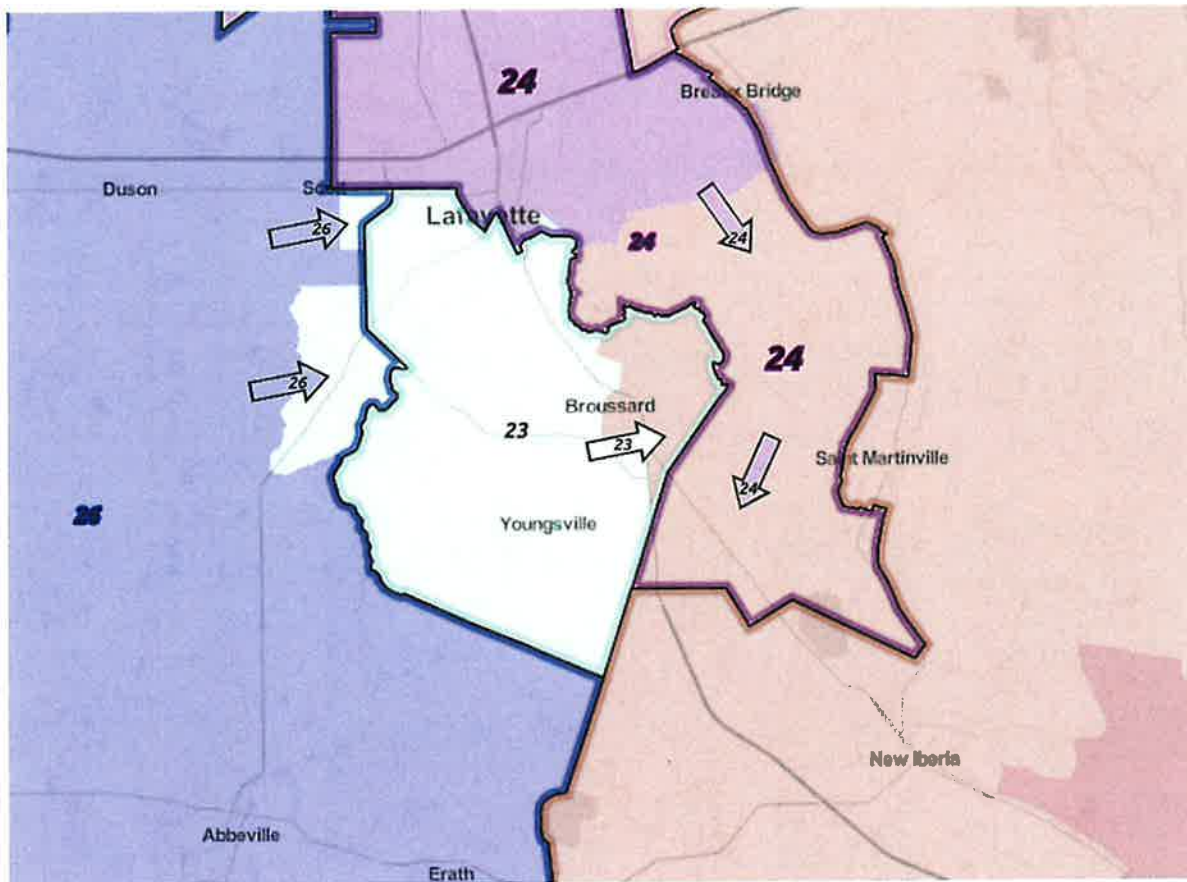 24
Breaux Bridge
Duson
Scott
Lafayette
26
24
24
24
26
Broussard
23
23
Saint Martinville
24
26
Youngsville
New Iberia
Abbeville
Erath